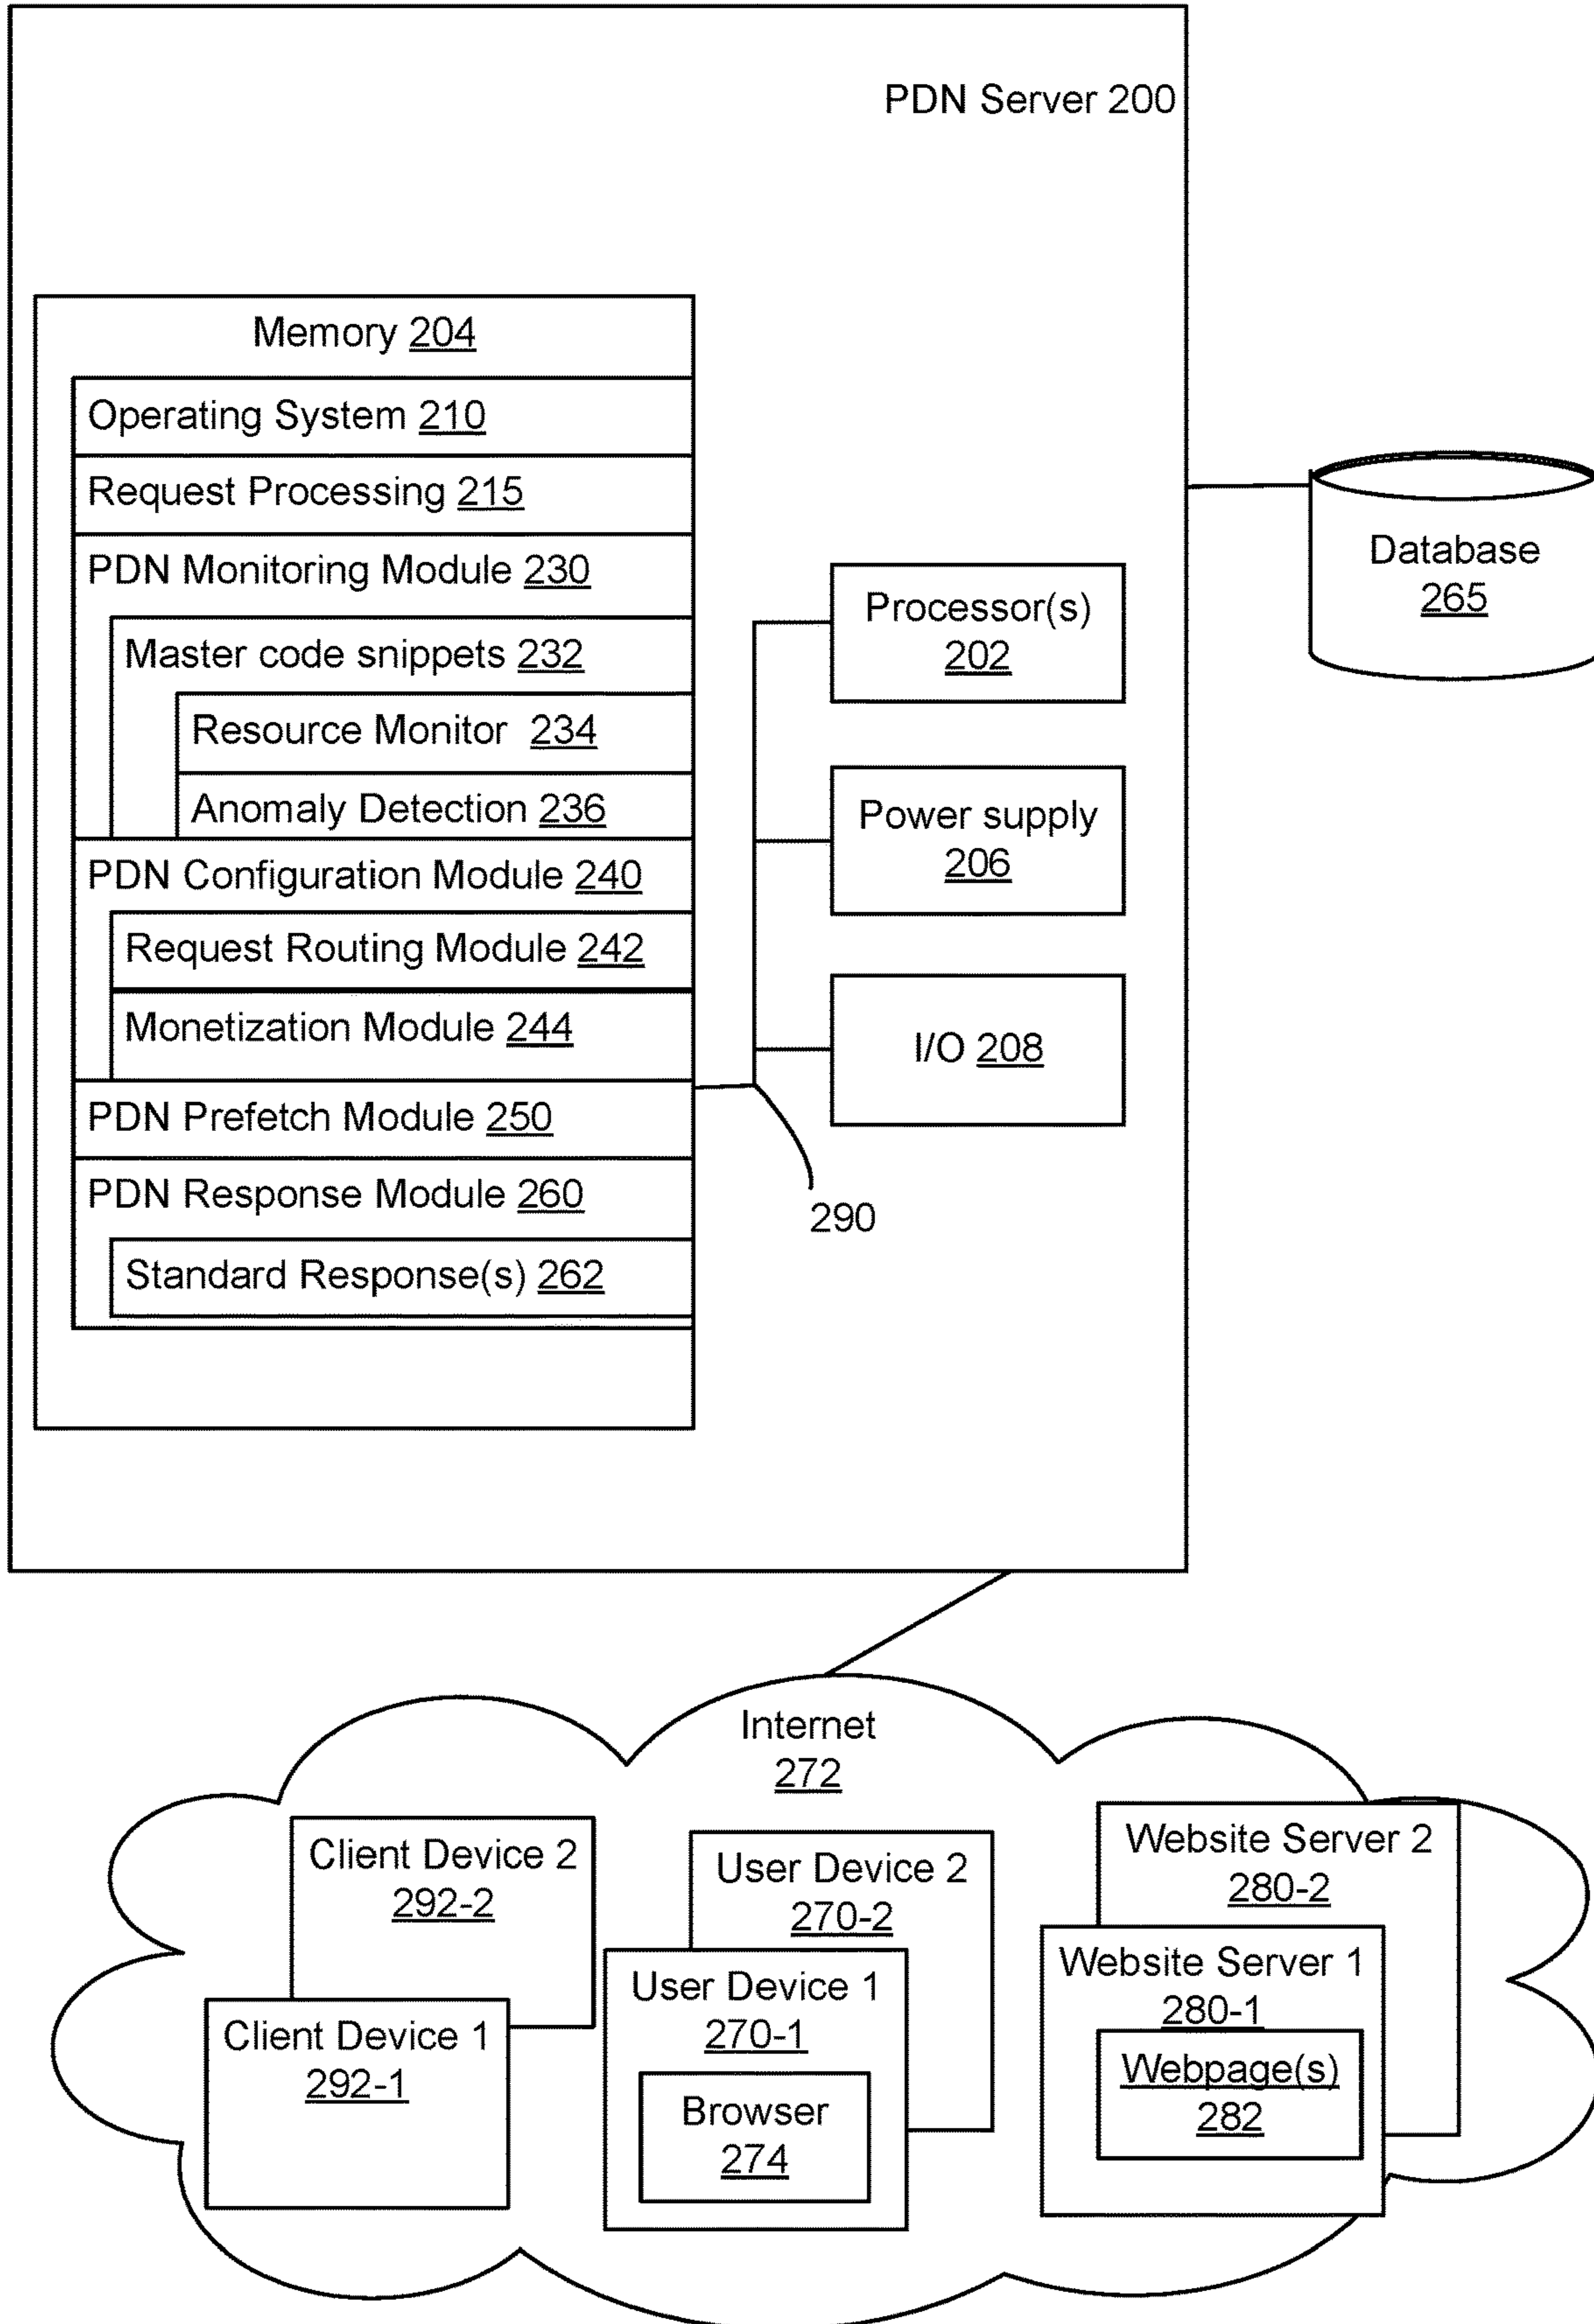 PDN Server 200
Memory 204
Operating System 210
Request Processing 215
PDN Monitoring Module 230
Master code snippets 232
Resource Monitor 234
Anomaly Detection 236
PDN Configuration Module 240
Request Routing Module 242
Monetization Module 244
PDN Prefetch Module 250
PDN Response Module 260
Standard Response(s) 262
Processor(s)
202
Power supply
206
I/O 208
290
Database
265
Internet
272
Client Device 2
292-2
Client Device 1
292-1
User Device 2
270-2
User Device 1
270-1
Browser
274
Website Server 2
280-2
Website Server 1
280-1
Webpage(s)
282